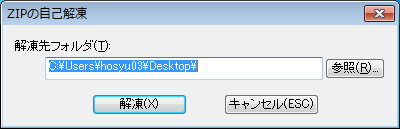 ZIPの自己解凍
解凍先フォルダ(T):
C:¥Users¥hosyu03¥Desktop¥
参照(R)...
解凍(X)
キャンセル(ESC)